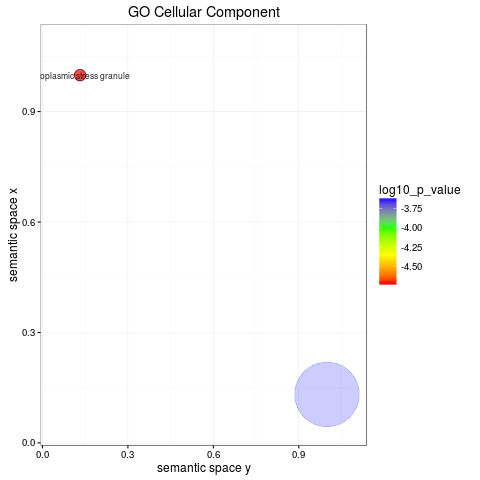 GO Cellular Component
oplasmic stress granule
0.9
0.6
0.3
0.0
0.0 0.3 0.6 0.9
semantic space x
semantic space y
log10_p_value
-3.75
-4.00
-4.25
-4.50